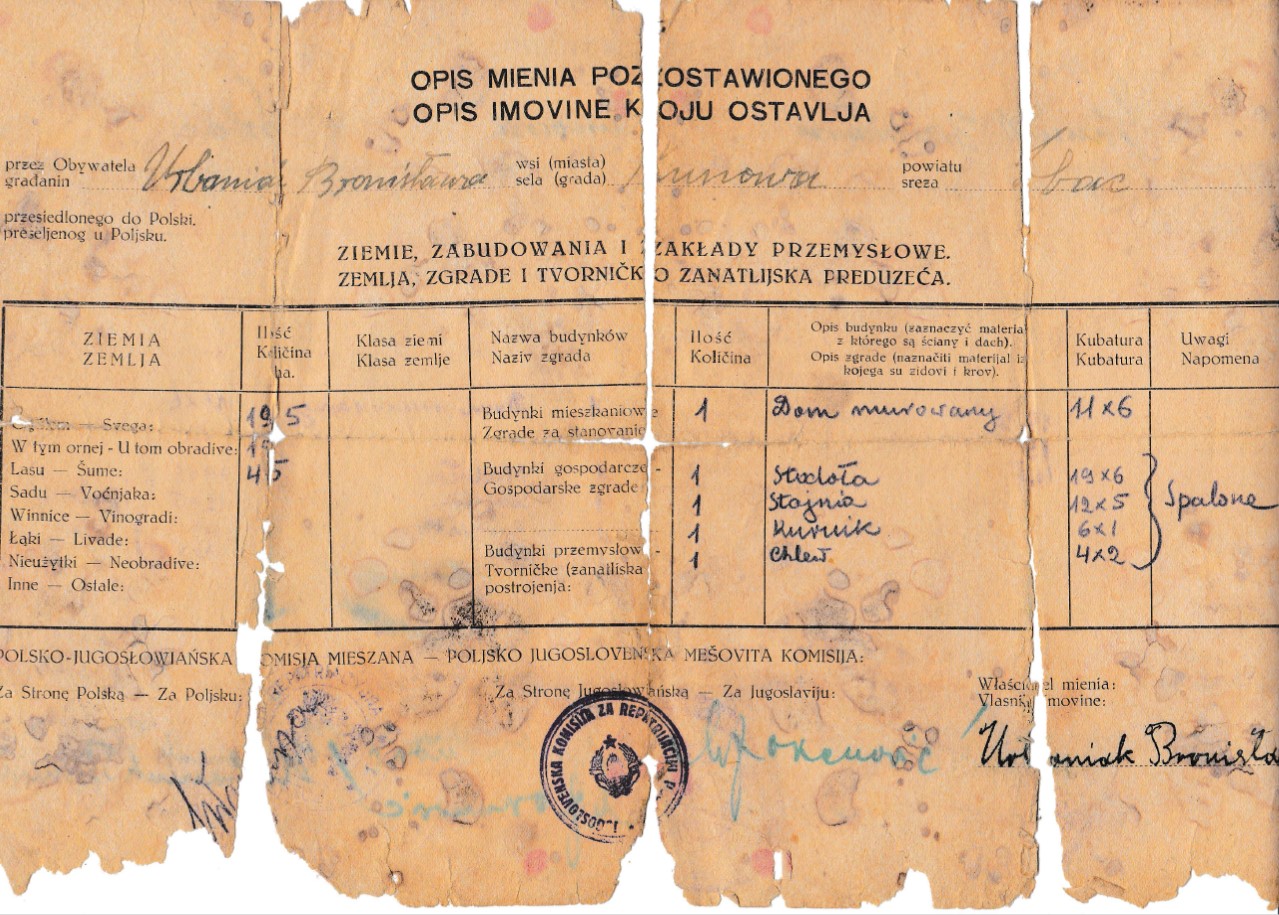 OPIS MIENIA POZOSTAWIONEGO
OPIS IMOVINE KOJU OSTAVLJA
przez Obywatela Urbaniak Bronisława wsi (miasta) Kunowa powiatu
građanin sela (grada) sreza
przesiedlonego do Polski.
preseljenog u Poljsku.
ZIEMIE, ZABUDOWANIA I ZAKŁADY PRZEMYSŁOWE.
ZEMLJA, ZGRADE I TVORNIČKO ZANATLIJSKA PREDUZEĆA.
ZIEMIA
ZEMLJA
Ilość
Količina
ha.
Klasa ziemi
Klasa zemlje
Nazwa budynków
Naziv zgrada
Ilość
Količina
Opis budynku (zaznaczyć materiał
z którego są ściany i dach).
Opis zgrade (naznačiti materijal iz
kojega su zidovi i krov).
Kubatura
Kubatura
Uwagi
Napomena
Ogółem — Svega: 19 5
W tym ornej - U tom obradive: 15
Lasu — Šume: 4 5
Sadu — Voćnjaka:
Winnice — Vinogradi:
Łąki — Livade:
Nieużytki — Neobradive:
Inne — Ostale:
Budynki mieszkaniowe 1 Dom murowany 11 x 6
Zgrade za stanovanje
Budynki gospodarcze - 1 Stodoła 19 x 6
Gospodarske zgrade 1 Stajnia 12 x 5 Spalone
1 Kurnik 6 x 1
Budynki przemysłow - 1 Chlew 4 x 2
Tvorničke (zanatliska
postrojenja:
POLSKO-JUGOSŁOWIAŃSKA KOMISJA MIESZANA — POLJSKO JUGOSLOVENSKA MEŠOVITA KOMISIJA:
Za Stronę Polską — Za Poljsku:
Za Stronę Jugosłowiańską — Za Jugoslaviju:
Właściciel mienia:
Vlasnik imovine:
JUGOSLOVENSKA KOMISIJA ZA REPATRIJACIJU
Urbaniak Bronisła